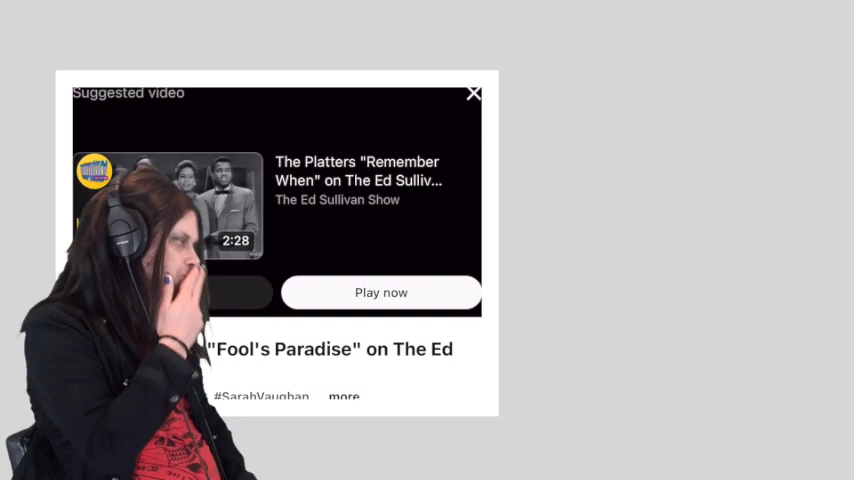 Suggested video
The Platters "Remember
When" on The Ed Sulliv...
The Ed Sullivan Show
2:28
Play now
"Fool's Paradise" on The Ed
#SarahVaughan ...more